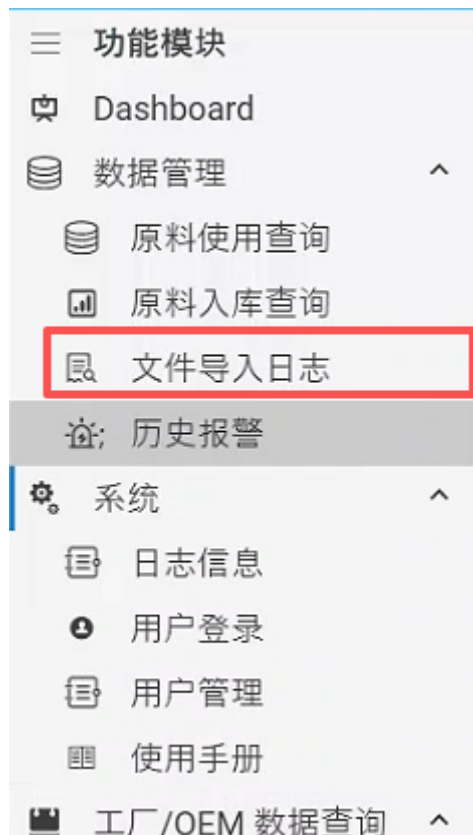 功能模块
Dashboard
数据管理
原料使用查询
原料入库查询
文件导入日志
历史报警
系统
日志信息
用户登录
用户管理
使用手册
工厂/OEM 数据查询